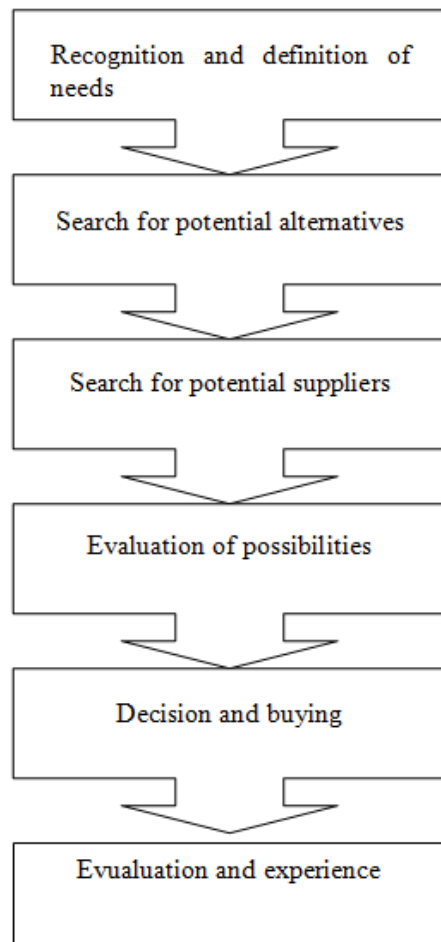 Recognition and definition of
needs
Search for potential alternatives
Search for potential suppliers
Evaluation of possibilities
Decision and buying
Evualuation and experience